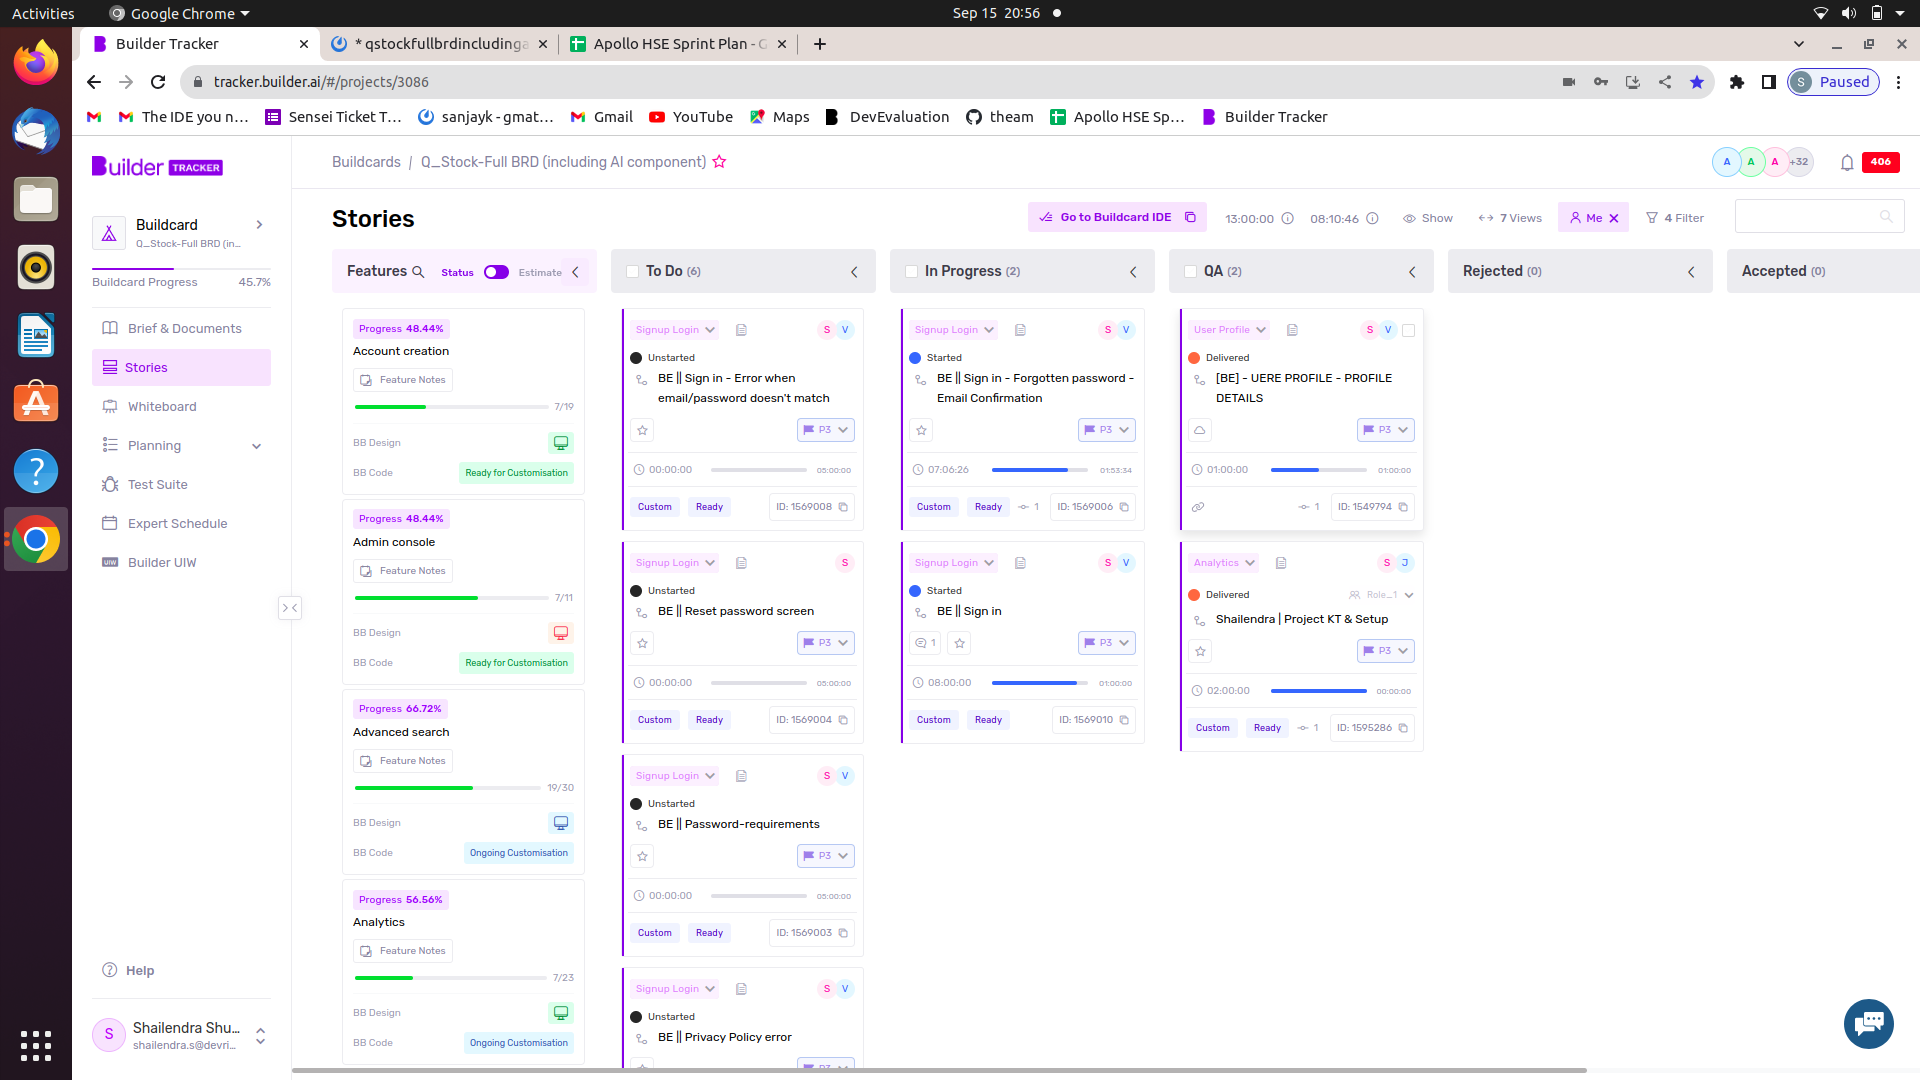 Activities
Google Chrome
Sep 15 20:56
Builder Tracker
* qstockfullbrdincludinga
Apollo HSE Sprint Plan - G
tracker.builder.ai/#/projects/3086
S Paused
The IDE you n...
Sensei Ticket T...
sanjayk - gmat...
Gmail
YouTube
Maps
DevEvaluation
theam
Apollo HSE Sp...
Builder Tracker
Builder TRACKER
Buildcard
Q_Stock-Full BRD (in...
Buildcard Progress 45.7%
Brief & Documents
Stories
Whiteboard
Planning
Test Suite
Expert Schedule
UIW Builder UIW
Help
S Shailendra Shu...
shailendra.s@devri...
Buildcards / Q_Stock-Full BRD (including AI component)
A A A +32 406
Stories
Go to Buildcard IDE
13:00:00
08:10:46
Show
7 Views
Me
4 Filter
Features Status Estimate
Progress 48.44%
Account creation
Feature Notes
7/19
BB Design
BB Code Ready for Customisation
Progress 48.44%
Admin console
Feature Notes
7/11
BB Design
BB Code Ready for Customisation
Progress 66.72%
Advanced search
Feature Notes
19/30
BB Design
BB Code Ongoing Customisation
Progress 56.56%
Analytics
Feature Notes
7/23
BB Design
BB Code Ongoing Customisation
To Do (6)
Signup Login S V
Unstarted
BE || Sign in - Error when
email/password doesn't match
P3
00:00:00 05:00:00
Custom Ready ID: 1569008
Signup Login S
Unstarted
BE || Reset password screen
P3
00:00:00 05:00:00
Custom Ready ID: 1569004
Signup Login S V
Unstarted
BE || Password-requirements
P3
00:00:00 05:00:00
Custom Ready ID: 1569003
Signup Login S V
Unstarted
BE || Privacy Policy error
P3
In Progress (2)
Signup Login S V
Started
BE || Sign in - Forgotten password -
Email Confirmation
P3
07:06:26 01:53:34
Custom Ready 1 ID: 1569006
Signup Login S V
Started
BE || Sign in
1 P3
08:00:00 01:00:00
Custom Ready ID: 1569010
QA (2)
User Profile S V
Delivered
[BE] - UERE PROFILE - PROFILE
DETAILS
P3
01:00:00 01:00:00
1 ID: 1549794
Analytics S J
Delivered Role_1
Shailendra | Project KT & Setup
P3
02:00:00 00:00:00
Custom Ready 1 ID: 1595286
Rejected (0)
Accepted (0)